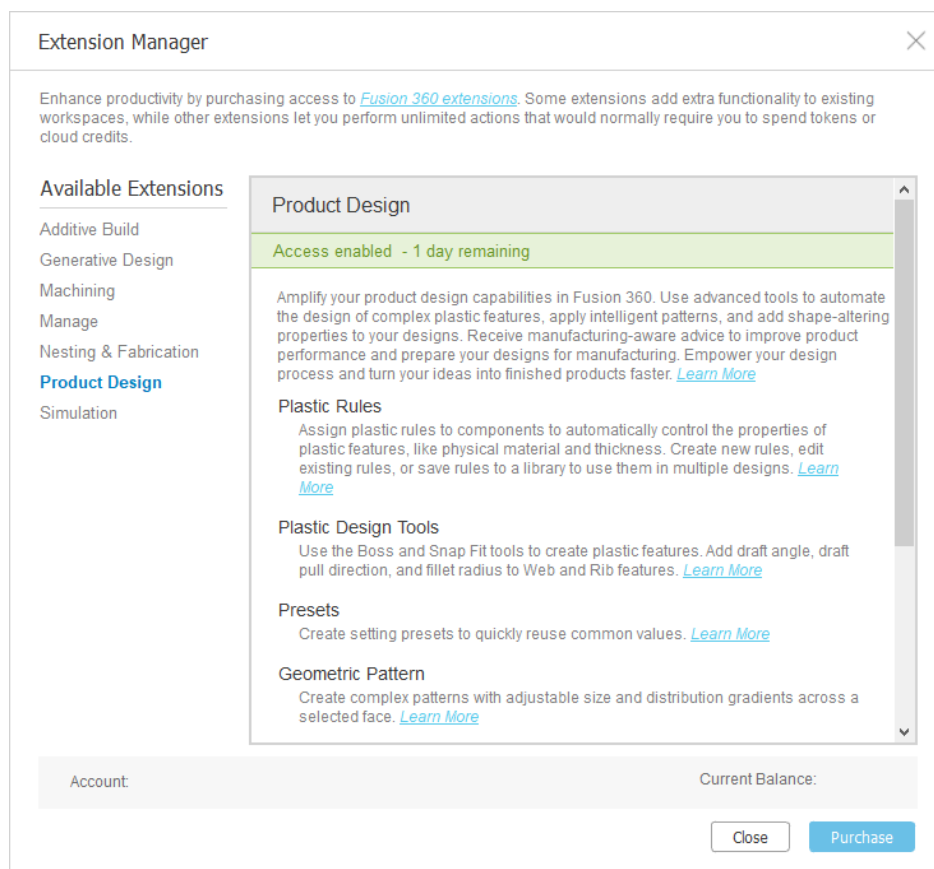 Extension Manager
Enhance productivity by purchasing access to Fusion 360 extensions. Some extensions add extra functionality to existing
workspaces, while other extensions let you perform unlimited actions that would normally require you to spend tokens or
cloud credits.
Available Extensions
Additive Build
Generative Design
Machining
Manage
Nesting & Fabrication
Product Design
Simulation
Product Design
Access enabled - 1 day remaining
Amplify your product design capabilities in Fusion 360. Use advanced tools to automate
the design of complex plastic features, apply intelligent patterns, and add shape-altering
properties to your designs. Receive manufacturing-aware advice to improve product
performance and prepare your designs for manufacturing. Empower your design
process and turn your ideas into finished products faster. Learn More
Plastic Rules
Assign plastic rules to components to automatically control the properties of
plastic features, like physical material and thickness. Create new rules, edit
existing rules, or save rules to a library to use them in multiple designs. Learn
More
Plastic Design Tools
Use the Boss and Snap Fit tools to create plastic features. Add draft angle, draft
pull direction, and fillet radius to Web and Rib features. Learn More
Presets
Create setting presets to quickly reuse common values. Learn More
Geometric Pattern
Create complex patterns with adjustable size and distribution gradients across a
selected face. Learn More
Account:
Current Balance:
Close
Purchase